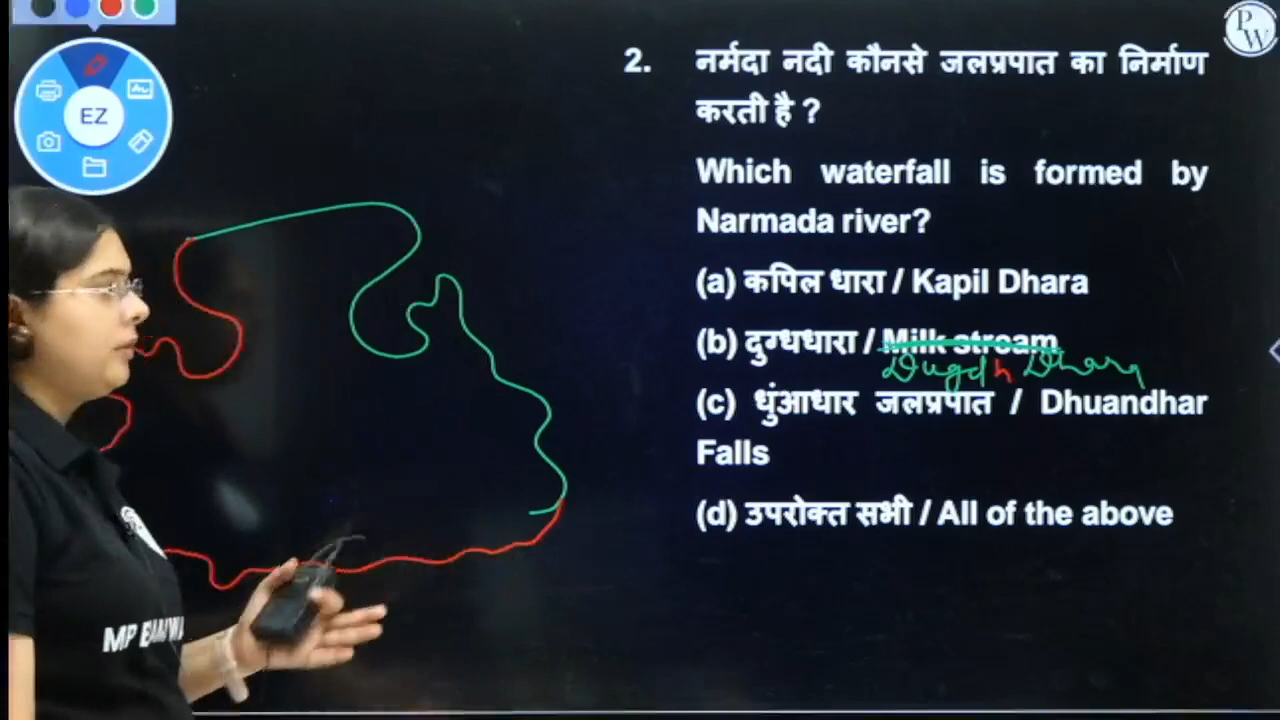 PW
EZ
2. नर्मदा नदी कौनसे जलप्रपात का निर्माण
करती है ?
Which waterfall is formed by
Narmada river?
(a) कपिल धारा / Kapil Dhara
(b) दुग्धधारा / Milk stream
Dugdh Dhara
(c) धुंआधार जलप्रपात / Dhuandhar
Falls
(d) उपरोक्त सभी / All of the above
MP